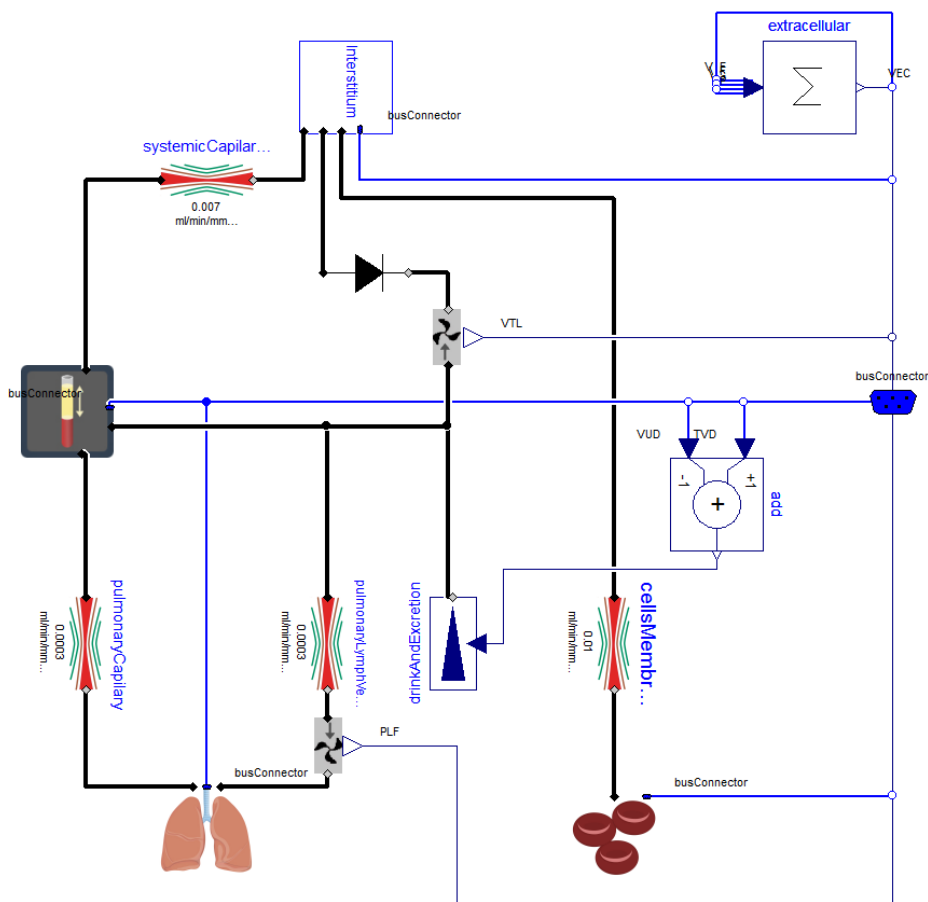 extracellular
V_E
VEC
Interstitium
busConnector
systemicCapilar…
0.007
ml/min/mm…
VTL
busConnector
busConnector
VUD
TVD
-1
+1
+
add
Σ
pulmonaryCapilary
0.0003
ml/min/mm…
pulmonaryLymphVe…
0.0003
ml/min/mm…
drinkAndExcretion
cellsMembr…
0.01
ml/min/mm…
PLF
busConnector
busConnector